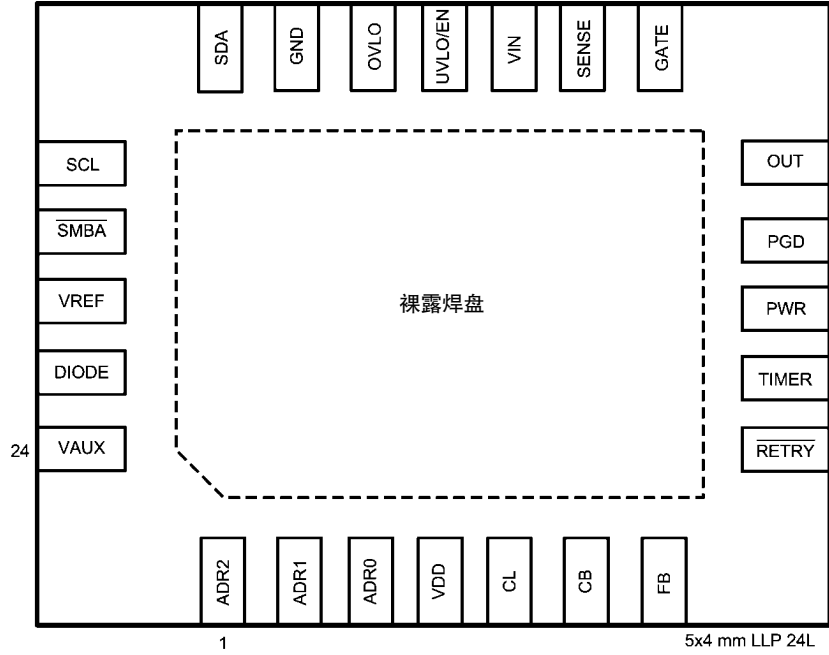 SDA
GND
OVLO
UVLO/EN
VIN
SENSE
GATE
SCL
SMBA
VREF
DIODE
24
VAUX
裸露焊盘
OUT
PGD
PWR
TIMER
RETRY
ADR2
ADR1
ADR0
VDD
CL
CB
FB
1
5x4 mm LLP 24L